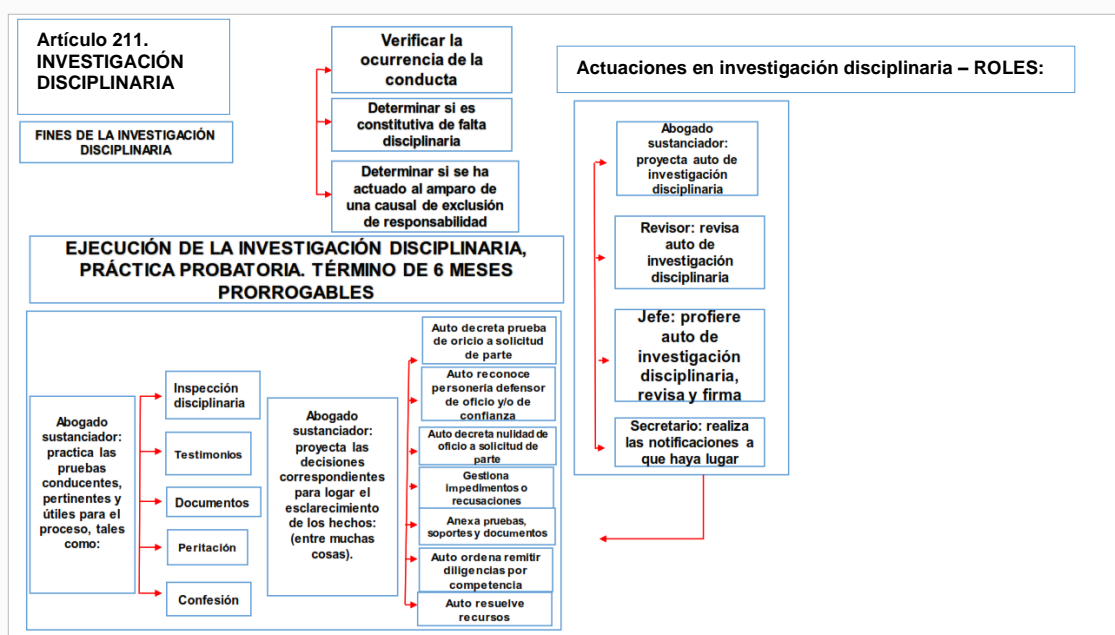 Artículo 211.
INVESTIGACIÓN
DISCIPLINARIA
FINES DE LA INVESTIGACIÓN
DISCIPLINARIA
Verificar la
ocurrencia de la
conducta
Determinar si es
constitutiva de falta
disciplinaria
Determinar si se ha
actuado al amparo de
una causal de exclusión
de responsabilidad
Actuaciones en investigación disciplinaria – ROLES:
Abogado
sustanciador:
proyecta auto de
investigación
disciplinaria
Revisor: revisa
auto de
investigación
disciplinaria
Jefe: profiere
auto de
investigación
disciplinaria,
revisa y firma
Secretario: realiza
las notificaciones a
que haya lugar
EJECUCIÓN DE LA INVESTIGACIÓN DISCIPLINARIA,
PRÁCTICA PROBATORIA. TÉRMINO DE 6 MESES
PRORROGABLES
Abogado
sustanciador:
practica las
pruebas
conducentes,
pertinentes y
útiles para el
proceso, tales
como:
Inspección
disciplinaria
Testimonios
Documentos
Peritación
Confesión
Abogado
sustanciador:
proyecta las
decisiones
correspondientes
para logar el
esclarecimiento
de los hechos:
(entre muchas
cosas).
Auto decreta prueba
de oricio a solicitud
de parte
Auto reconoce
personería defensor
de oficio y/o de
confianza
Auto decreta nulidad de
oficio a solicitud de
parte
Gestiona
impedimentos o
recusaciones
Anexa pruebas,
soportes y documentos
Auto ordena remitir
diligencias por
competencia
Auto resuelve
recursos